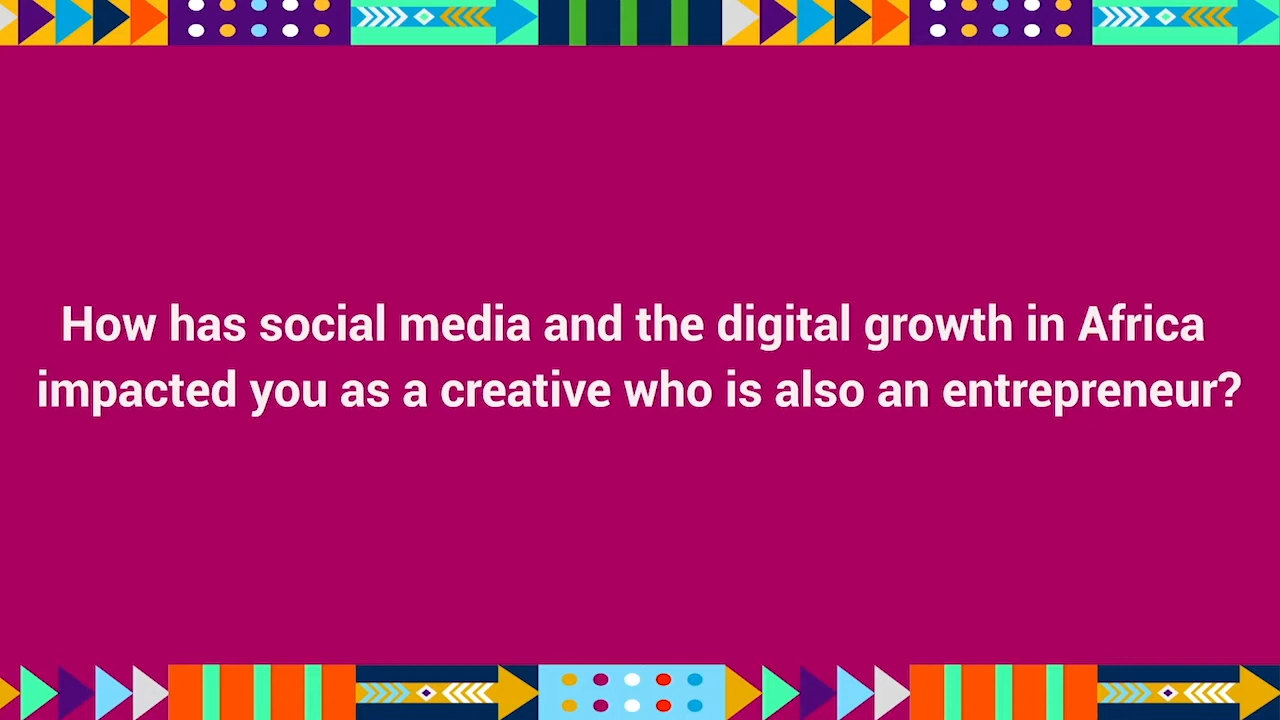 How has social media and the digital growth in Africa
impacted you as a creative who is also an entrepreneur?